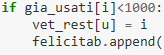 if gia_usati[i]<1000:
    vet_rest[u] = i
    felicitab.append(